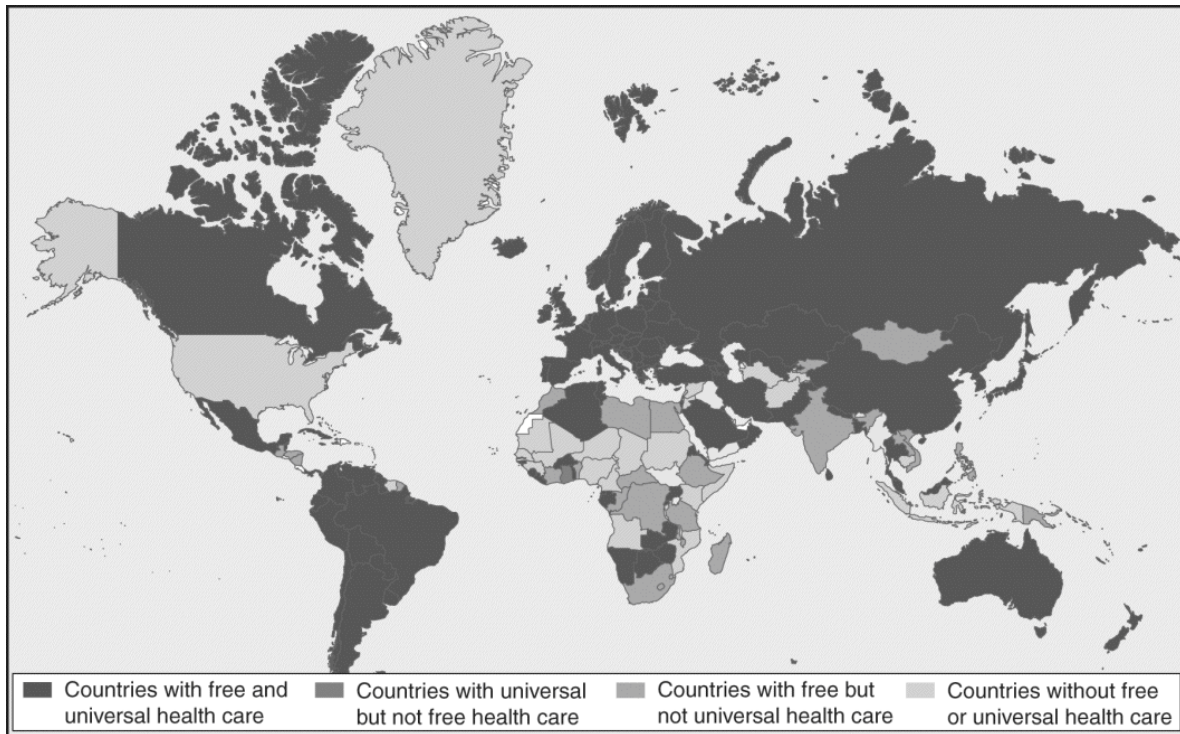 Countries with free and
universal health care
Countries with universal
but not free health care
Countries with free but
not universal health care
Countries without free
or universal health care